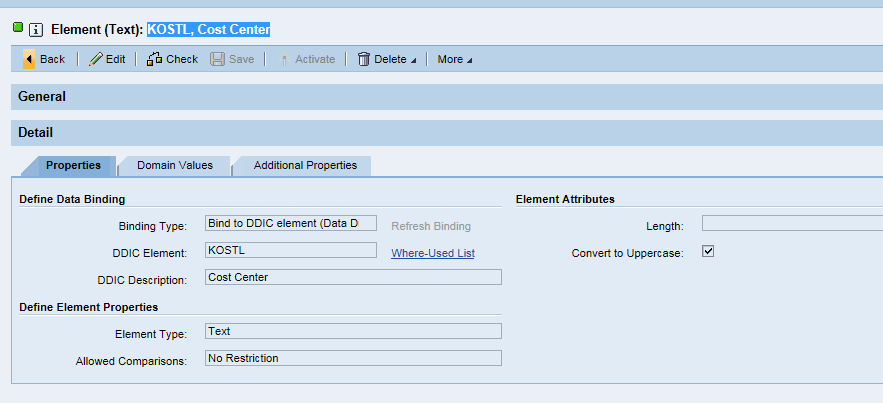 Element (Text): KOSTL, Cost Center
Back Edit Check Save Activate Delete More
General
Detail
Properties Domain Values Additional Properties
Define Data Binding
Binding Type: Bind to DDIC element (Data D Refresh Binding
DDIC Element: KOSTL Where-Used List
DDIC Description: Cost Center
Define Element Properties
Element Type: Text
Allowed Comparisons: No Restriction
Element Attributes
Length:
Convert to Uppercase: